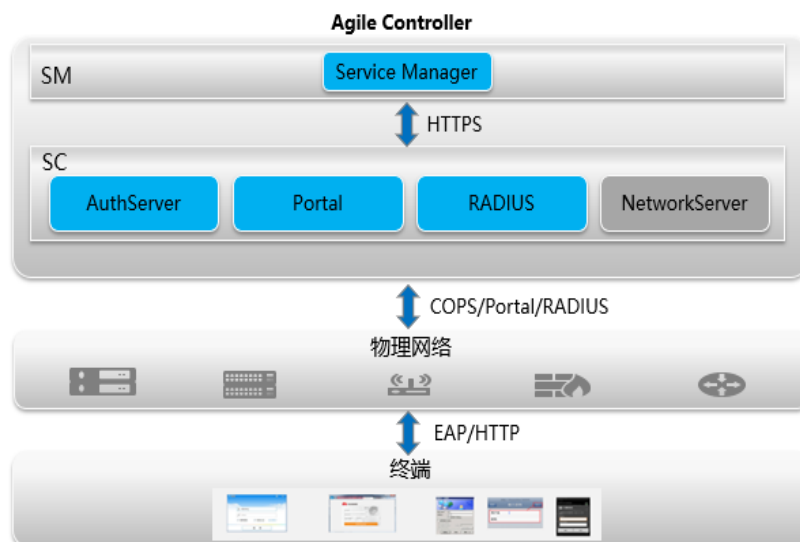 Agile Controller
SM
Service Manager
HTTPS
SC
AuthServer
Portal
RADIUS
NetworkServer
COPS/Portal/RADIUS
物理网络
EAP/HTTP
终端